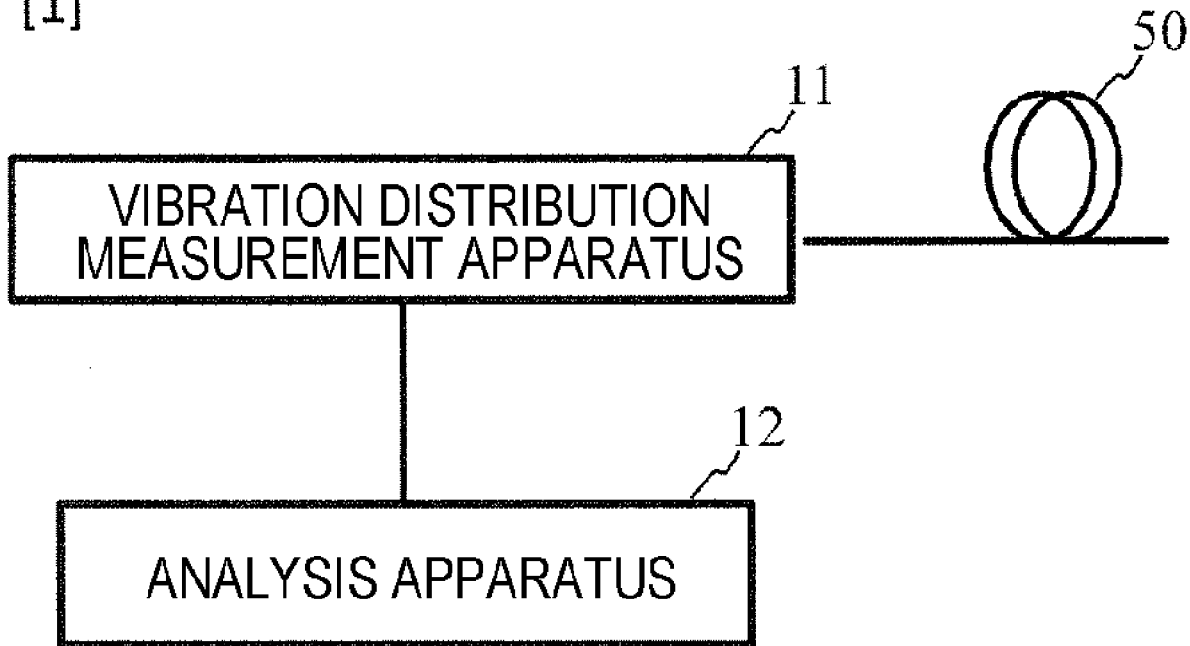 [1]
50
11
VIBRATION DISTRIBUTION
MEASUREMENT APPARATUS
12
ANALYSIS APPARATUS